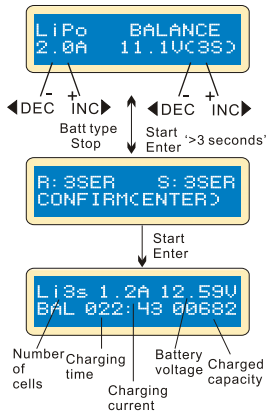 LiPo BALANCE
2.0A 11.1V(3S)
- + - +
DEC INC DEC INC
Batt type
Stop
Start
Enter '>3 seconds'
R: 3SER S: 3SER
CONFIRM(ENTER)
Start
Enter
Li3s 1.2A 12.59V
BAL 022:43 00682
Number
of
cells
Charging
time
Charging
current
Battery
voltage
Charged
capacity